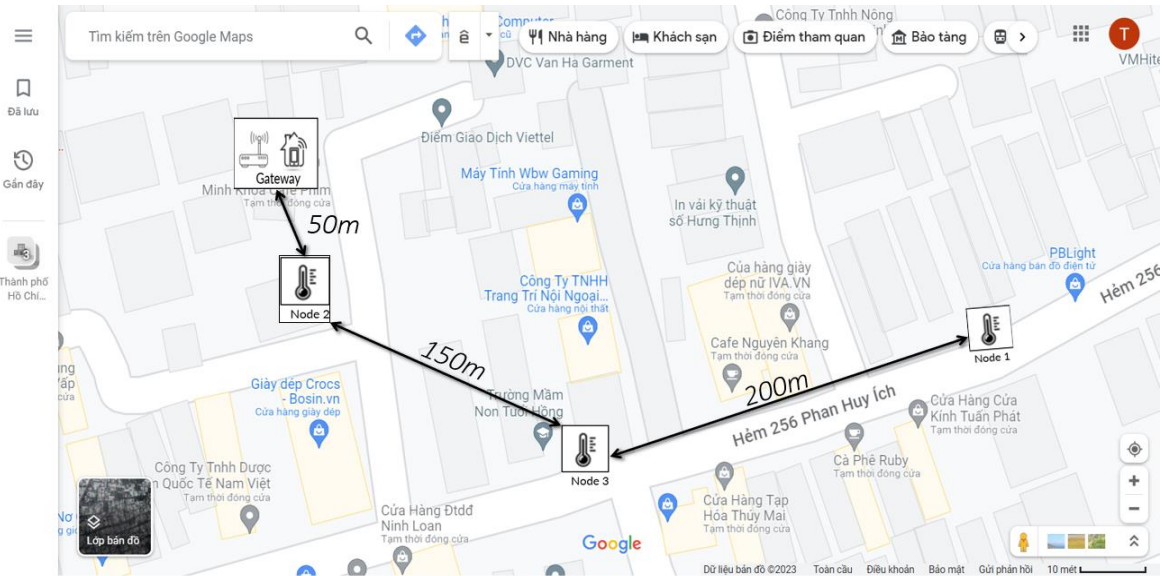 Tìm kiếm trên Google Maps
Nhà hàng
Khách sạn
Điểm tham quan
Bảo tàng
Công Ty Tnhh Nông
VMHite
DVC Van Ha Garment
Đã lưu
Gần đây
Thành phố
Hồ Chí...
Điểm Giao Dịch Viettel
Gateway
Minh Khoa Cafe Phim
Tạm thời đóng cửa
50m
Máy Tính Wbw Gaming
Cửa hàng máy tính
In vải kỹ thuật
số Hưng Thịnh
PBLight
Cửa hàng bán đồ điện tử
Hẻm 256
Node 2
Công Ty TNHH
Trang Trí Nội Ngoại...
Cửa hàng nội thất
Cửa hàng giày
dép nữ IVA.VN
Tạm thời đóng cửa
Node 1
150m
Cafe Nguyên Khang
Tạm thời đóng cửa
200m
Giày dép Crocs
- Bosin.vn
Cửa hàng giày dép
Trường Mầm
Non Tuổi Hồng
Hẻm 256 Phan Huy Ích
Cửa Hàng Cửa
Kính Tuấn Phát
Tạm thời đóng cửa
Node 3
Cà Phê Ruby
Tạm thời đóng cửa
Công Ty Tnhh Dược
Quốc Tế Nam Việt
Tạm thời đóng cửa
Lớp bản đồ
Cửa Hàng Đtdđ
Ninh Loan
Tạm thời đóng cửa
Cửa Hàng Tạp
Hóa Thúy Mai
Tạm thời đóng cửa
Google
Dữ liệu bản đồ ©2023 Toàn cầu Điều khoản Bảo mật Gửi phản hồi 10 mét